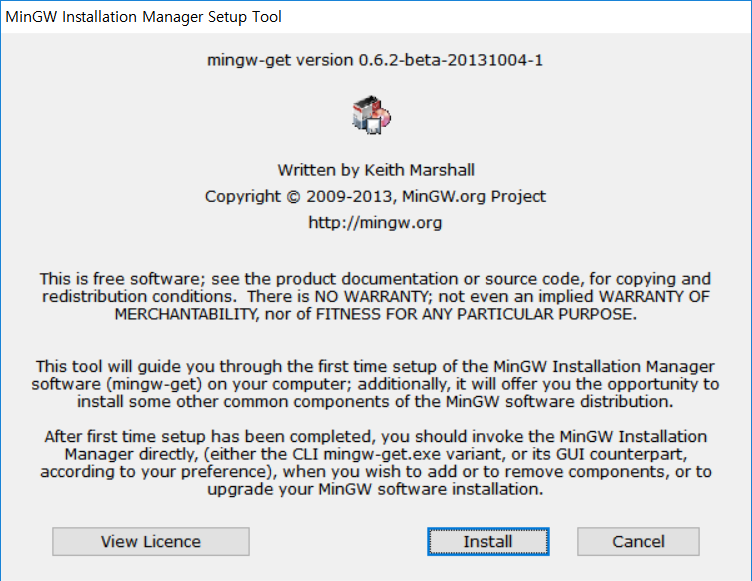 MinGW Installation Manager Setup Tool
mingw-get version 0.6.2-beta-20131004-1
Written by Keith Marshall
Copyright © 2009-2013, MinGW.org Project
http://mingw.org
This is free software; see the product documentation or source code, for copying and
redistribution conditions.  There is NO WARRANTY; not even an implied WARRANTY OF
MERCHANTABILITY, nor of FITNESS FOR ANY PARTICULAR PURPOSE.
This tool will guide you through the first time setup of the MinGW Installation Manager
software (mingw-get) on your computer; additionally, it will offer you the opportunity to
install some other common components of the MinGW software distribution.
After first time setup has been completed, you should invoke the MinGW Installation
Manager directly, (either the CLI mingw-get.exe variant, or its GUI counterpart,
according to your preference), when you wish to add or to remove components, or to
upgrade your MinGW software installation.
View Licence
Install
Cancel